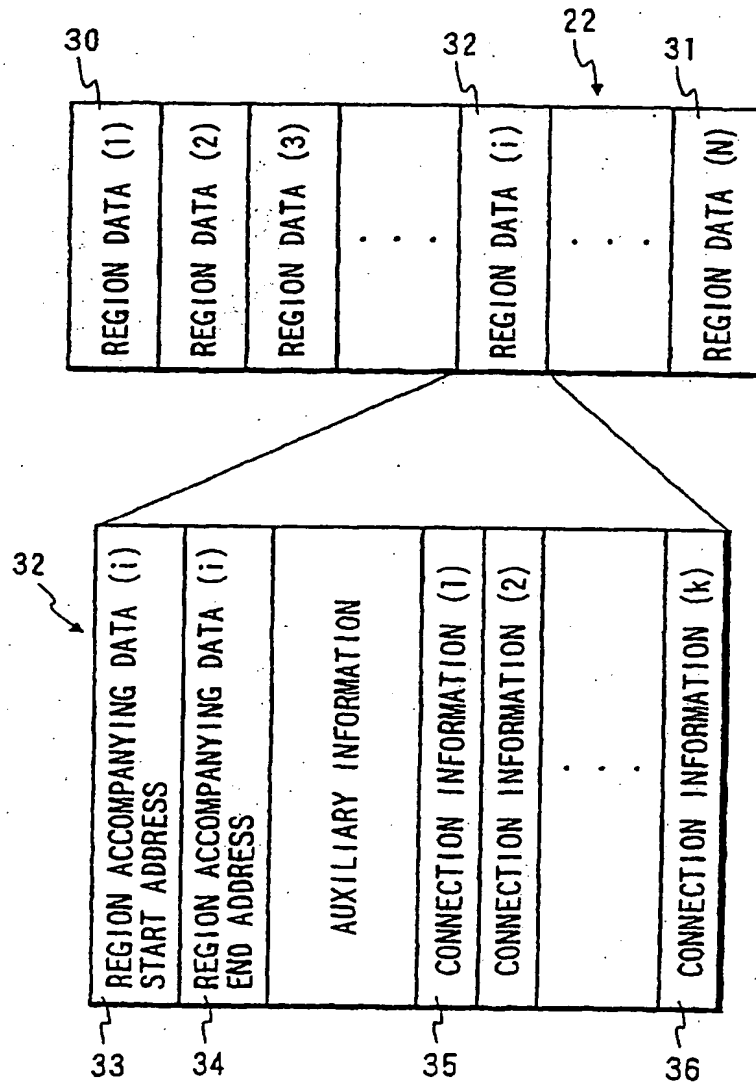 30
REGION DATA (1)
REGION DATA (2)
REGION DATA (3)
. . .
32
REGION DATA (i)
22
. . .
31
REGION DATA (N)
32
33
REGION ACCOMPANYING DATA (i)
START ADDRESS
34
REGION ACCOMPANYING DATA (i)
END ADDRESS
AUXILIARY INFORMATION
35
CONNECTION INFORMATION (1)
CONNECTION INFORMATION (2)
. . .
36
CONNECTION INFORMATION (k)